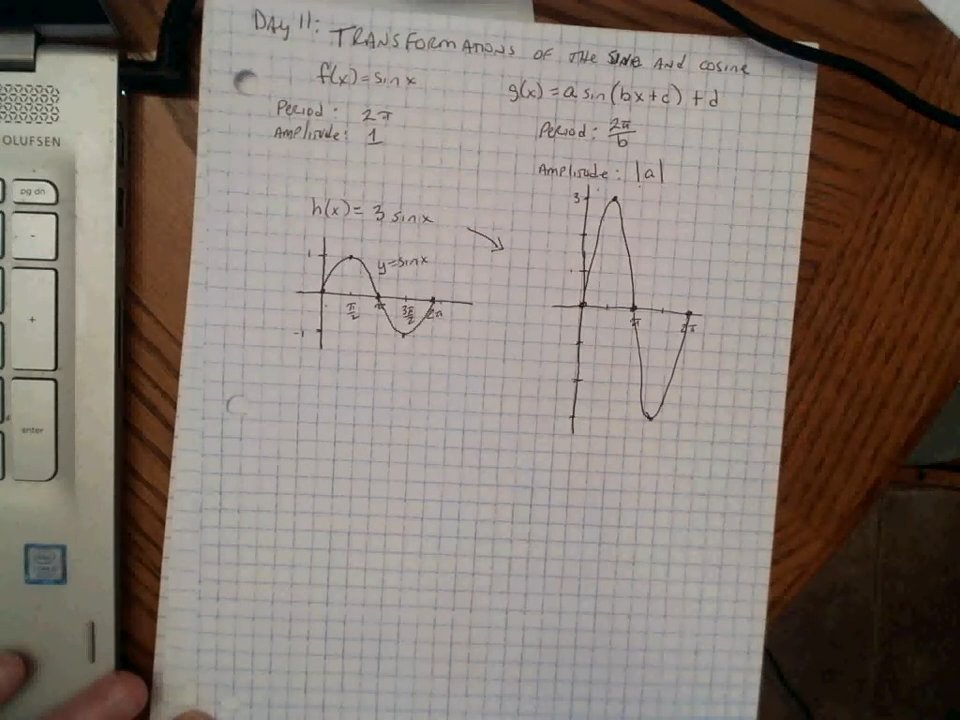 DAY 11: TRANSFORMATIONS OF THE SINE AND COSINE
f(x) = sin x
Period: 2π
Amplitude: 1
g(x) = a sin(bx+c) + d
Period: 2π/b
Amplitude: |a|
h(x) = 3 sin x
1
y = sin x
π/2
π
3π/2
2π
-1
3
π
2π
OLUFSEN
pg dn
-
+
enter